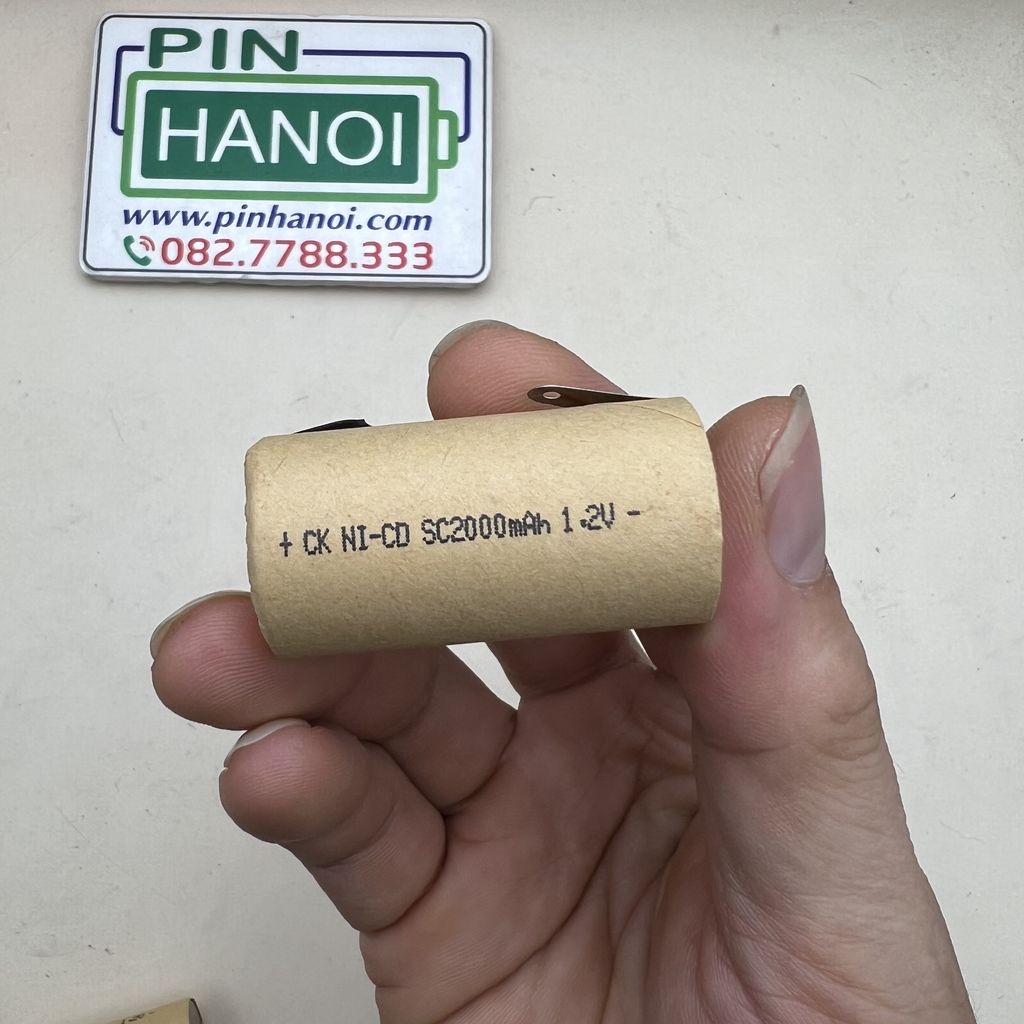 PIN
HANOI
www.pinhanoi.com
082.7788.333
+ CK NI-CD SC2000mAh 1.2V -